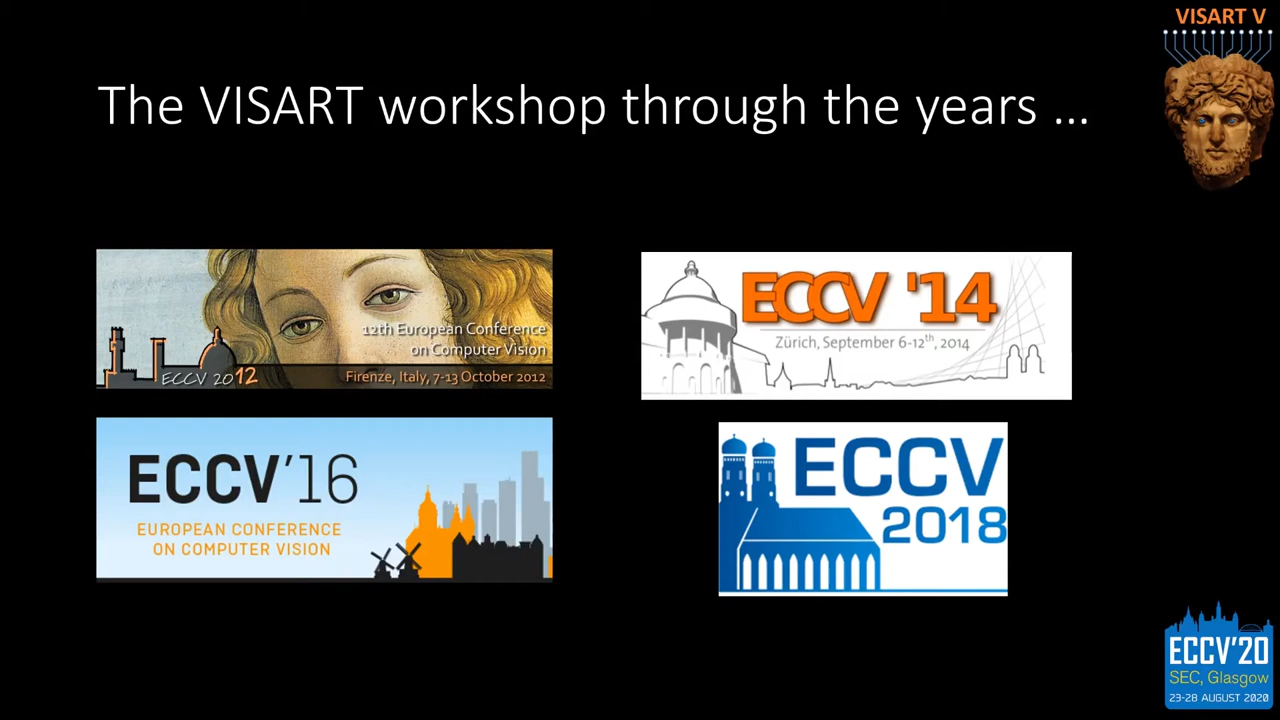 VISART V
The VISART workshop through the years ...
12th European Conference
on Computer Vision
ECCV 2012
Firenze, Italy, 7-13 October 2012
ECCV '14
Zürich, September 6-12th, 2014
ECCV'16
EUROPEAN CONFERENCE
ON COMPUTER VISION
ECCV
2018
ECCV'20
SEC, Glasgow
23-28 AUGUST 2020